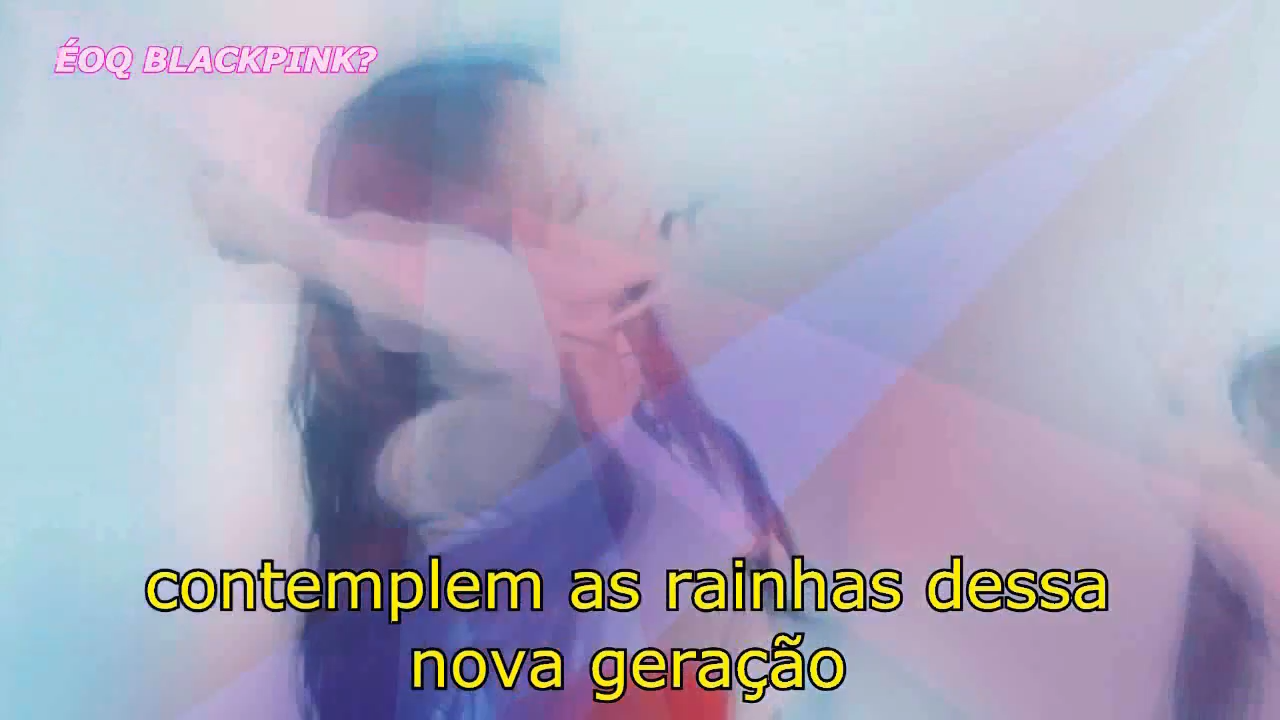 ÉOQ BLACKPINK?
contemplem as rainhas dessa
nova geração